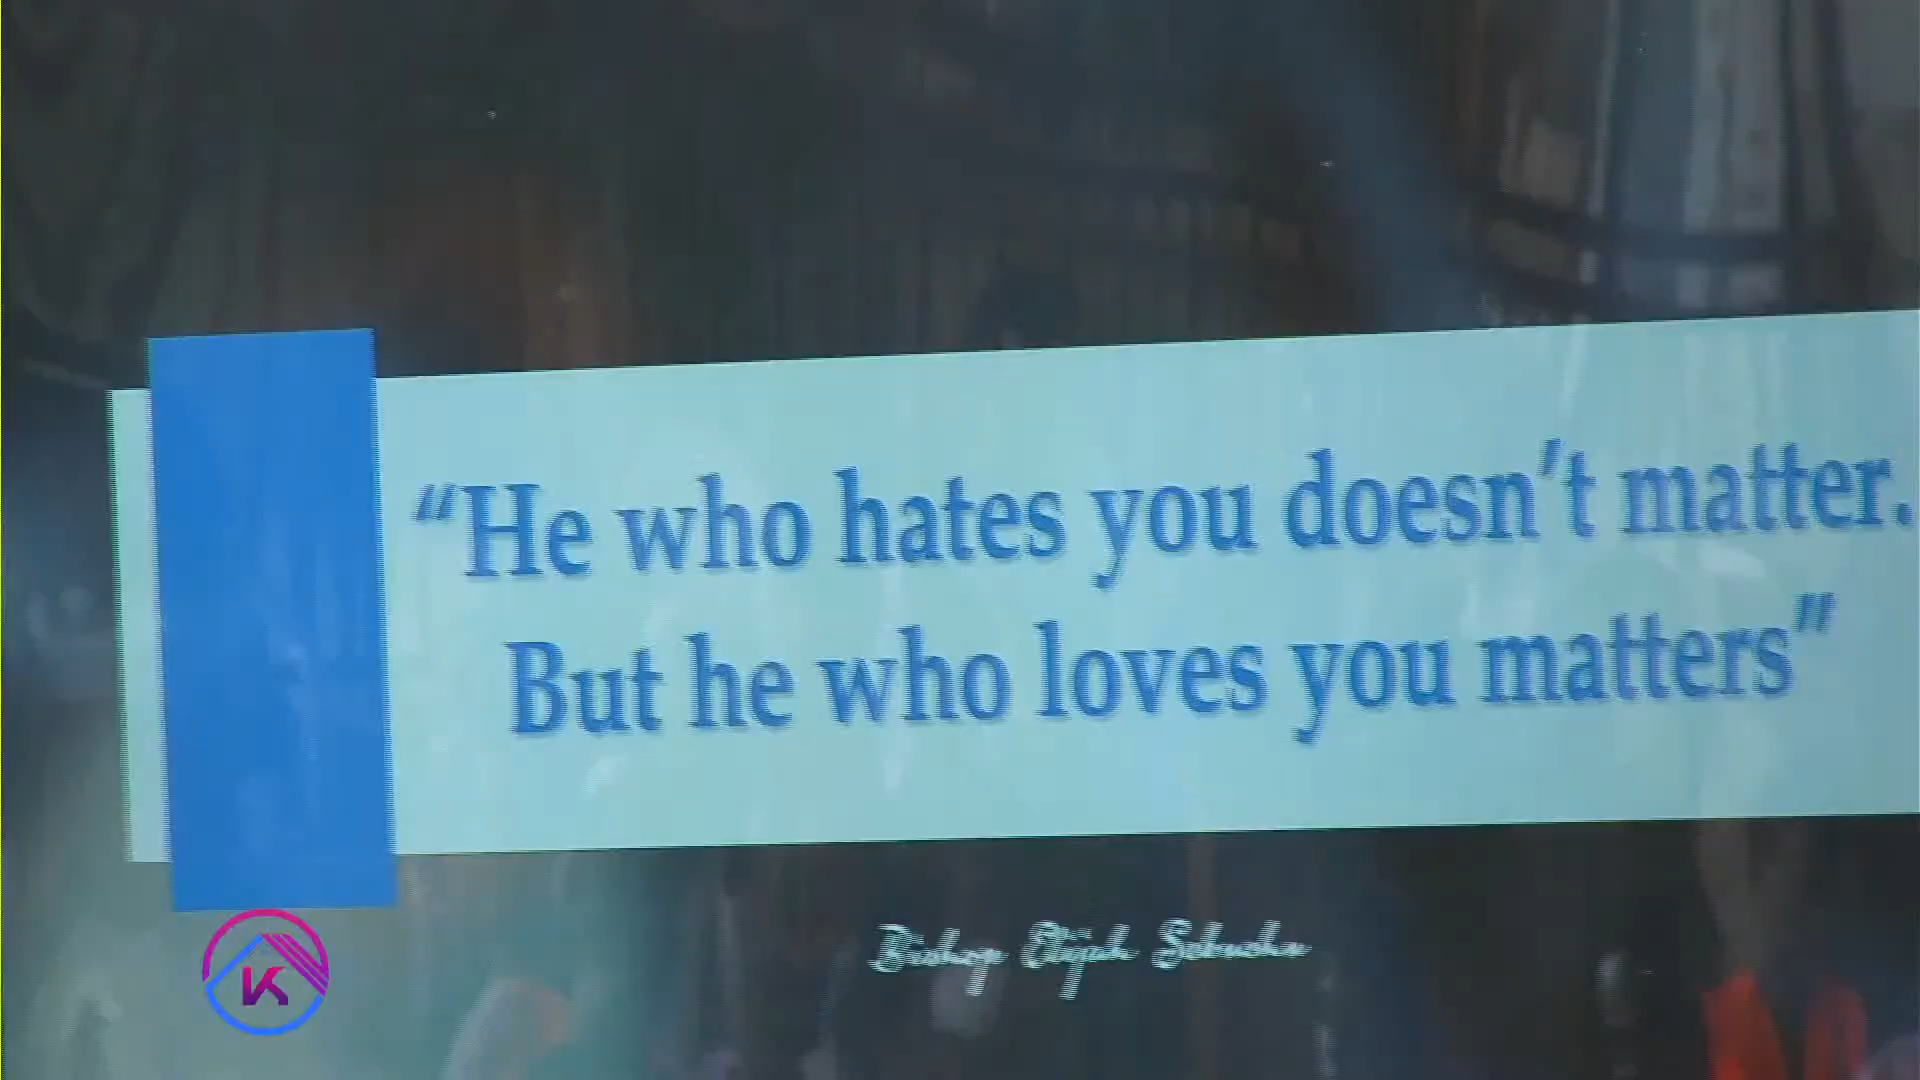 “He who hates you doesn’t matter.
But he who loves you matters”
Bishop Elijah
K